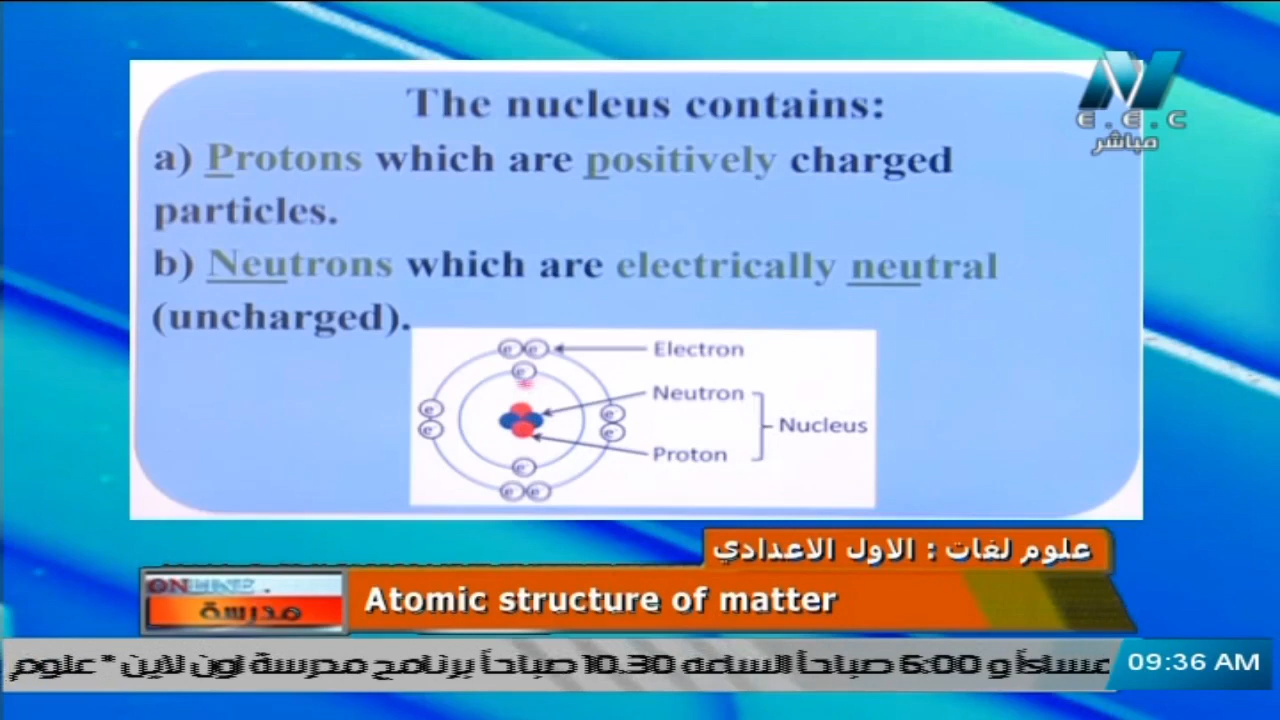 The nucleus contains:
a) Protons which are positively charged
particles.
b) Neutrons which are electrically neutral
(uncharged).
e⁻ e⁻ Electron
e⁻
Neutron
e⁻ e⁻
e⁻ e⁻
Nucleus
Proton
e⁻
e⁻ e⁻
E.E.C
مباشر
علوم لغات : الاول الاعدادي
ONLINE
مدرسة
Atomic structure of matter
مساءاً و 6:00 صباحاً الساعه 10.30 صباحاً برنامج مدرسة اون لاين " علوم
09:36 AM